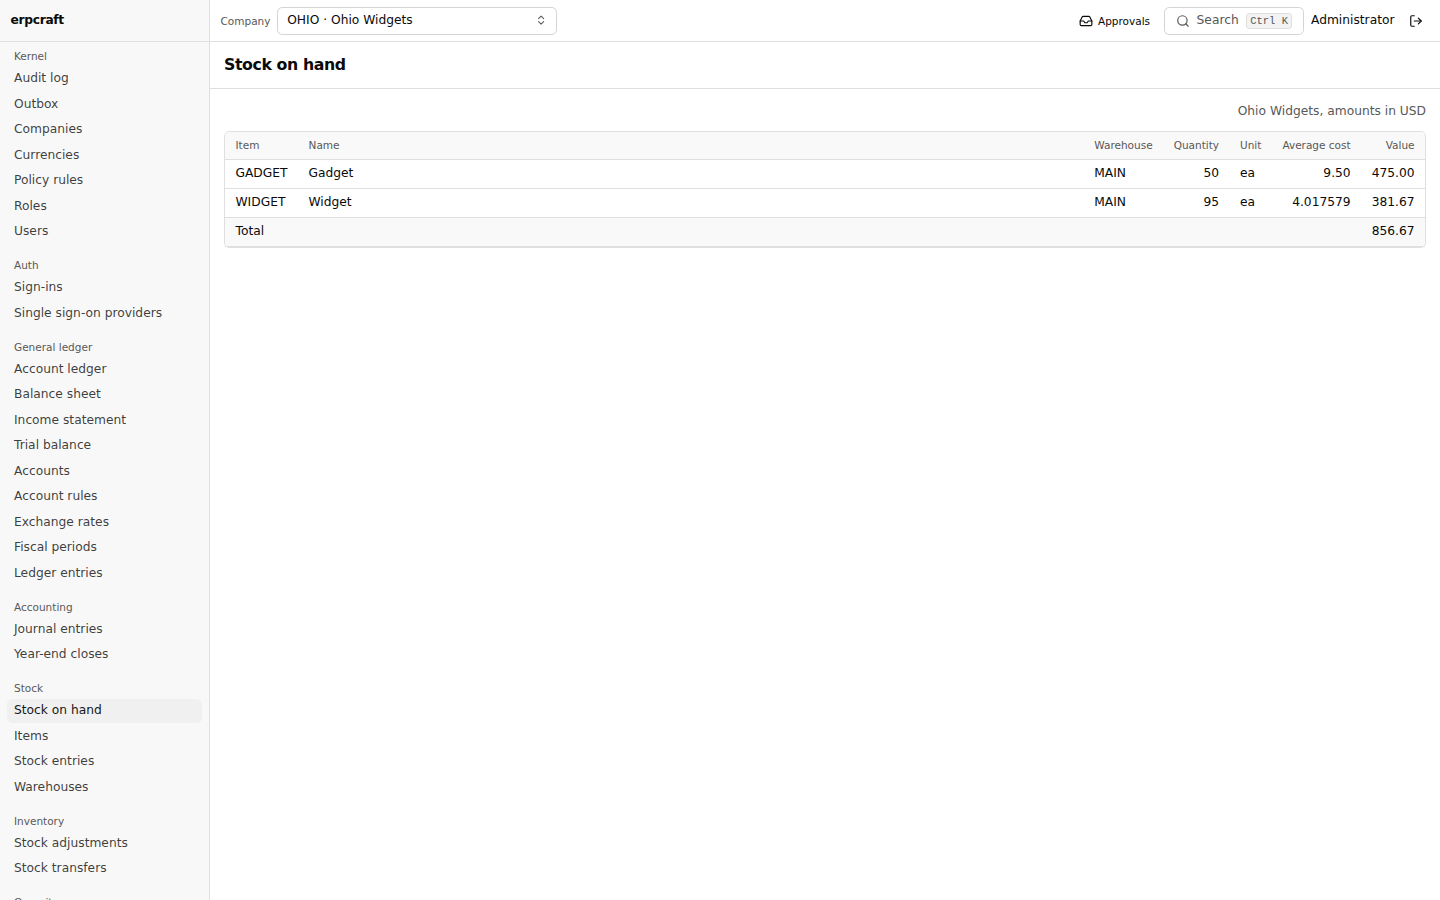 erpcraft
Company
OHIO · Ohio Widgets
Approvals
Search Ctrl K
Administrator
Kernel
Audit log
Outbox
Companies
Currencies
Policy rules
Roles
Users
Auth
Sign-ins
Single sign-on providers
General ledger
Account ledger
Balance sheet
Income statement
Trial balance
Accounts
Account rules
Exchange rates
Fiscal periods
Ledger entries
Accounting
Journal entries
Year-end closes
Stock
Stock on hand
Items
Stock entries
Warehouses
Inventory
Stock adjustments
Stock transfers
Stock on hand
Ohio Widgets, amounts in USD
Item Name Warehouse Quantity Unit Average cost Value
GADGET Gadget MAIN 50 ea 9.50 475.00
WIDGET Widget MAIN 95 ea 4.017579 381.67
Total 856.67